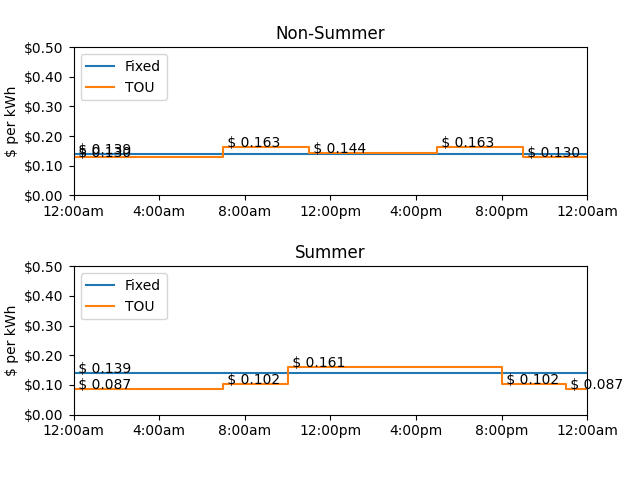 Non-Summer
$ per kWh
$0.50
$0.40
$0.30
$0.20
$0.10
$0.00
Fixed
TOU
$ 0.139
$ 0.130
$ 0.163
$ 0.144
$ 0.163
$ 0.130
12:00am 4:00am 8:00am 12:00pm 4:00pm 8:00pm 12:00am
Summer
$ per kWh
$0.50
$0.40
$0.30
$0.20
$0.10
$0.00
Fixed
TOU
$ 0.139
$ 0.087
$ 0.102
$ 0.161
$ 0.102
$ 0.087
12:00am 4:00am 8:00am 12:00pm 4:00pm 8:00pm 12:00am